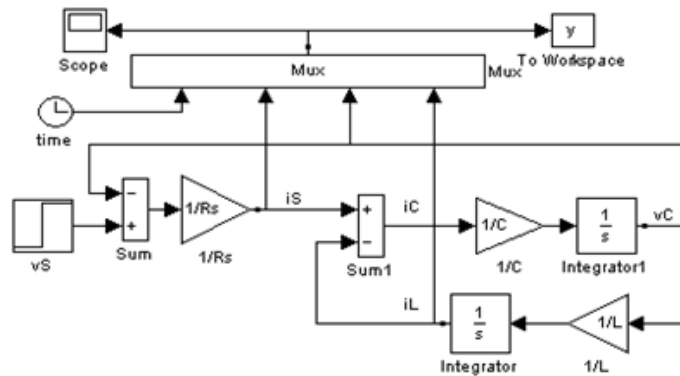 y
Scope
To Workspace
Mux
Mux
time
−
+
vS
Sum
1/Rs
1/Rs
iS
+
−
Sum1
iC
1/C
1/C
1
s
Integrator1
vC
iL
1
s
Integrator
1/L
1/L